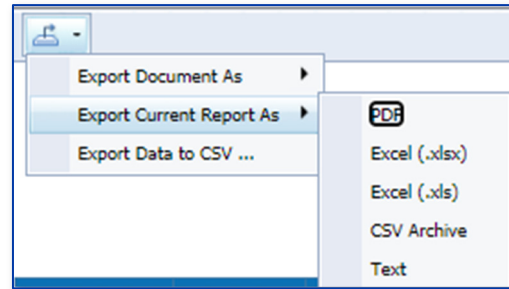 Export Document As
Export Current Report As
Export Data to CSV ...
PDF
Excel (.xlsx)
Excel (.xls)
CSV Archive
Text